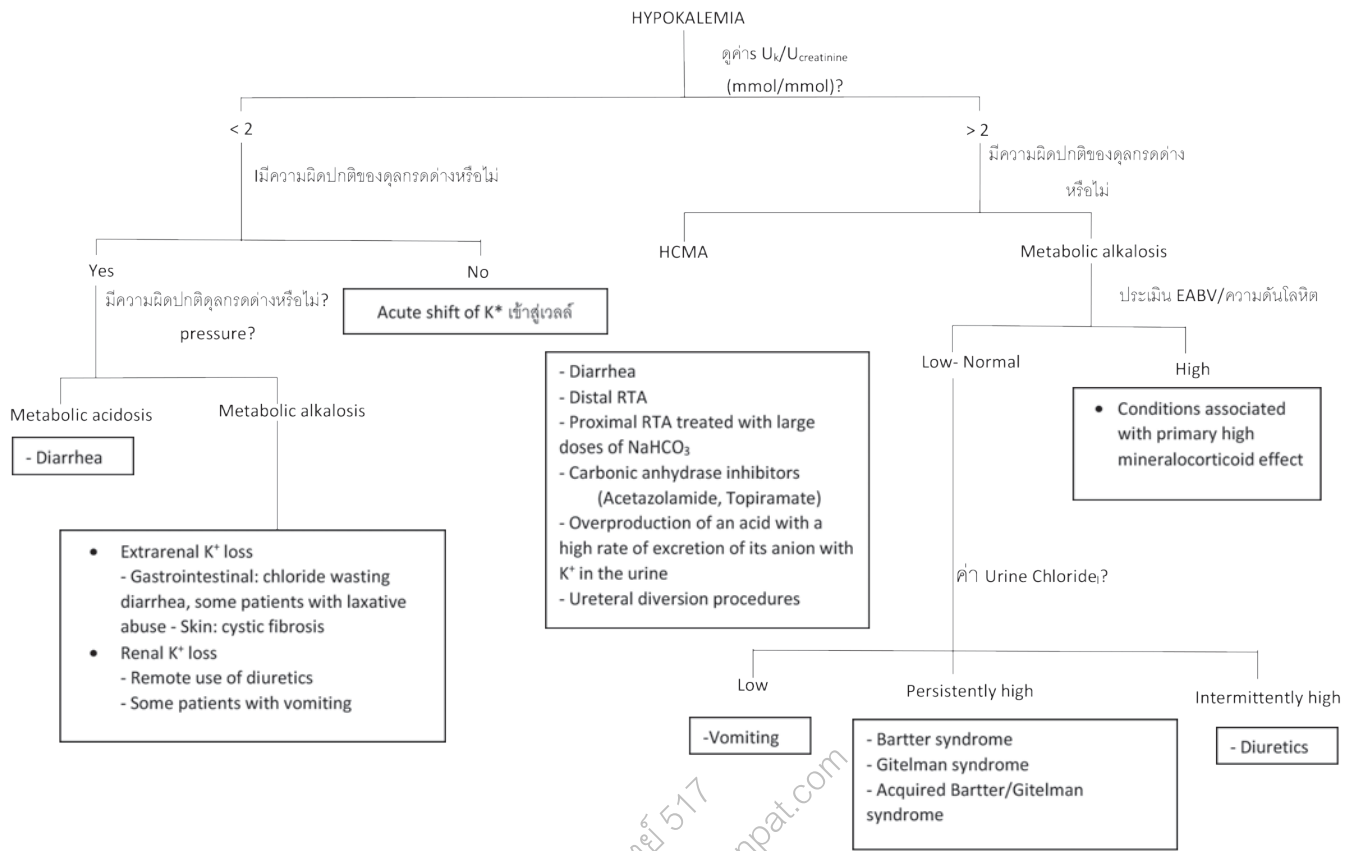 HYPOKALEMIA
ดูค่าร Uk/Ucreatinine
(mmol/mmol)?
< 2
> 2
|มีความผิดปกติของดุลกรดด่างหรือไม่
มีความผิดปกติของดุลกรดด่าง
หรือไม่
Yes
No
HCMA
Metabolic alkalosis
มีความผิดปกติดุลกรดด่างหรือไม่?
pressure?
Acute shift of K* เข้าสู่เวลล์
ประเมิน EABV/ความดันโลหิต
Low- Normal
High
Metabolic acidosis
Metabolic alkalosis
- Diarrhea
- Diarrhea
- Distal RTA
- Proximal RTA treated with large
doses of NaHCO₃
- Carbonic anhydrase inhibitors
(Acetazolamide, Topiramate)
- Overproduction of an acid with a
high rate of excretion of its anion with
K⁺ in the urine
- Ureteral diversion procedures
• Conditions associated
with primary high
mineralocorticoid effect
• Extrarenal K⁺ loss
- Gastrointestinal: chloride wasting
diarrhea, some patients with laxative
abuse - Skin: cystic fibrosis
• Renal K⁺ loss
- Remote use of diuretics
- Some patients with vomiting
ค่า Urine Chloride|?
Low
Persistently high
Intermittently high
-Vomiting
- Bartter syndrome
- Gitelman syndrome
- Acquired Bartter/Gitelman
syndrome
- Diuretics
517